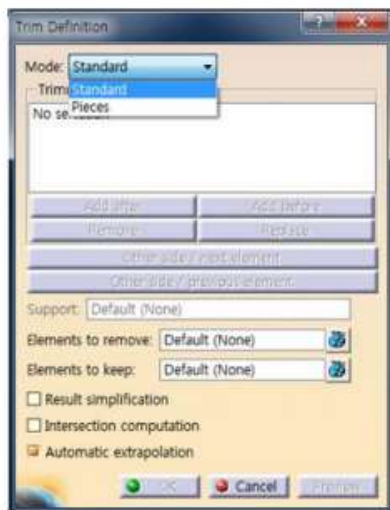 Trim Definition
Mode: Standard
Standard
Pieces
Trim
No se
Add after Add before
Remove Replace
Other side / next element
Other side / previous element
Support: Default (None)
Elements to remove: Default (None)
Elements to keep: Default (None)
Result simplification
Intersection computation
Automatic extrapolation
OK Cancel Preview